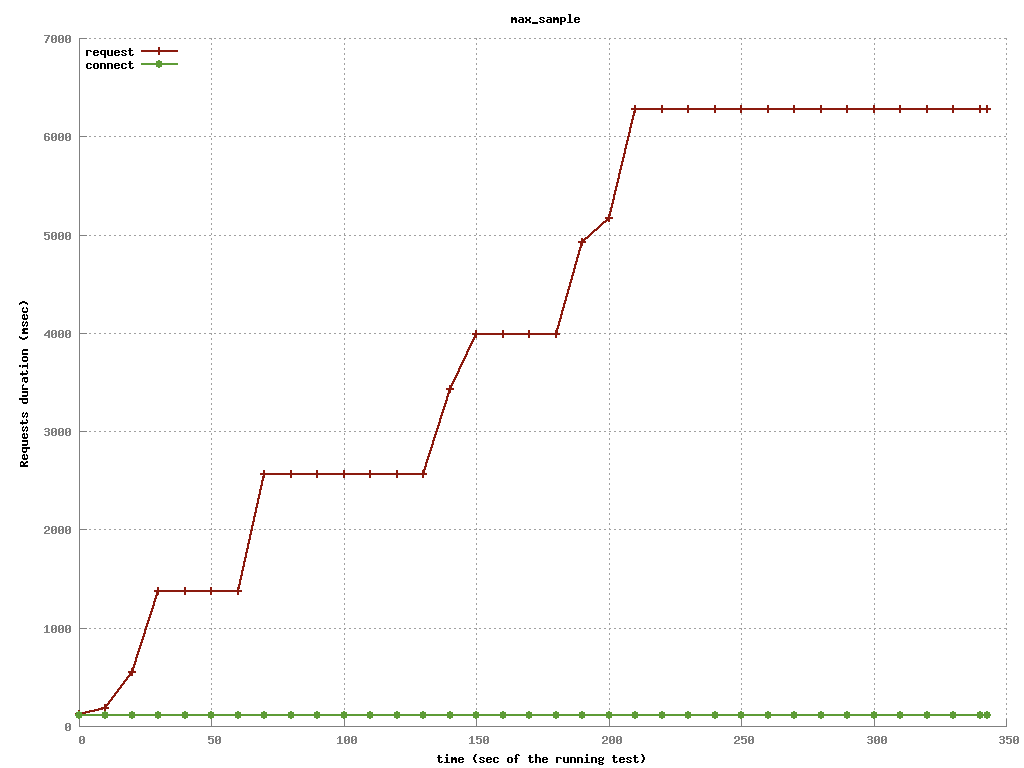 max_sample
7000
request
connect
6000
5000
4000
3000
2000
1000
0
Requests duration (msec)
0 50 100 150 200 250 300 350
time (sec of the running test)